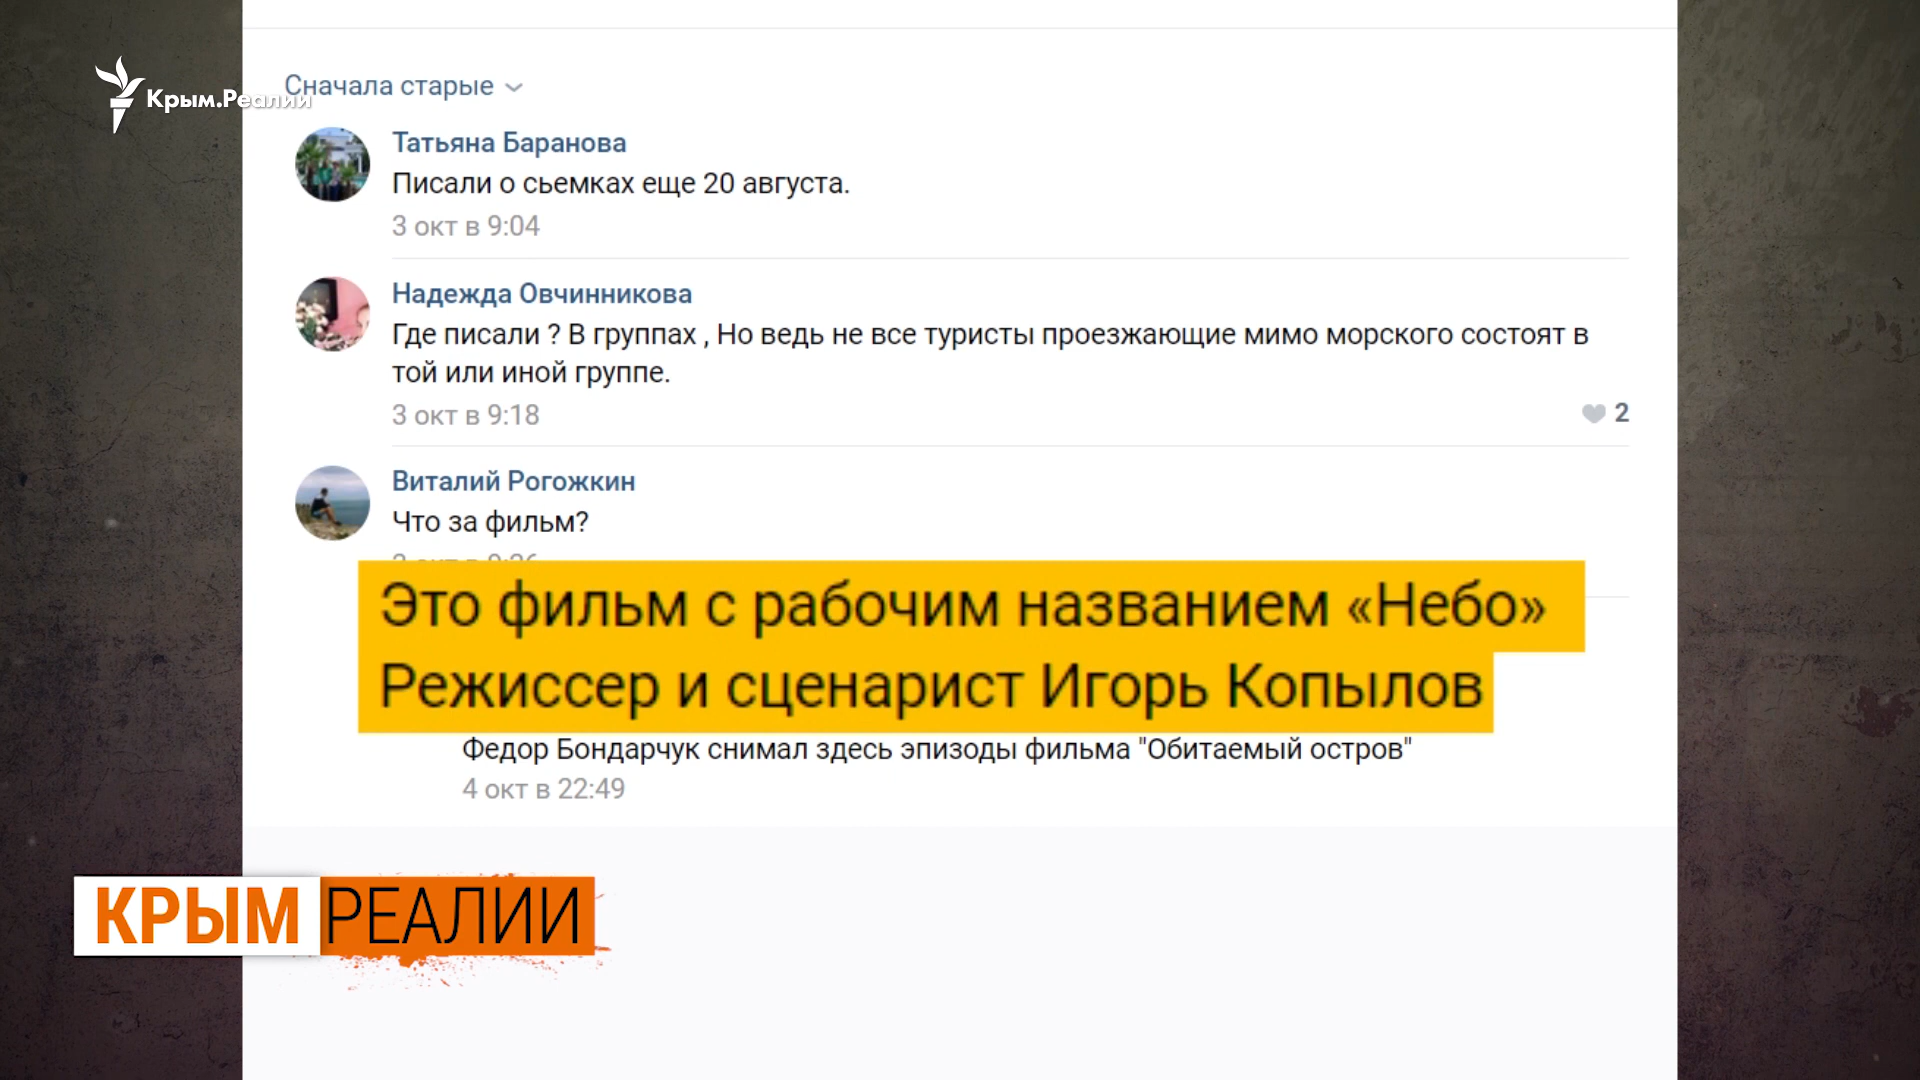 Сначала старые
Крым.Реалии
Татьяна Баранова
Писали о сьемках еще 20 августа.
3 окт в 9:04
Надежда Овчинникова
Где писали ? В группах , Но ведь не все туристы проезжающие мимо морского состоят в
той или иной группе.
3 окт в 9:18
2
Виталий Рогожкин
Что за фильм?
Это фильм с рабочим названием «Небо»
Режиссер и сценарист Игорь Копылов
Федор Бондарчук снимал здесь эпизоды фильма "Обитаемый остров"
4 окт в 22:49
КРЫМ РЕАЛИИ